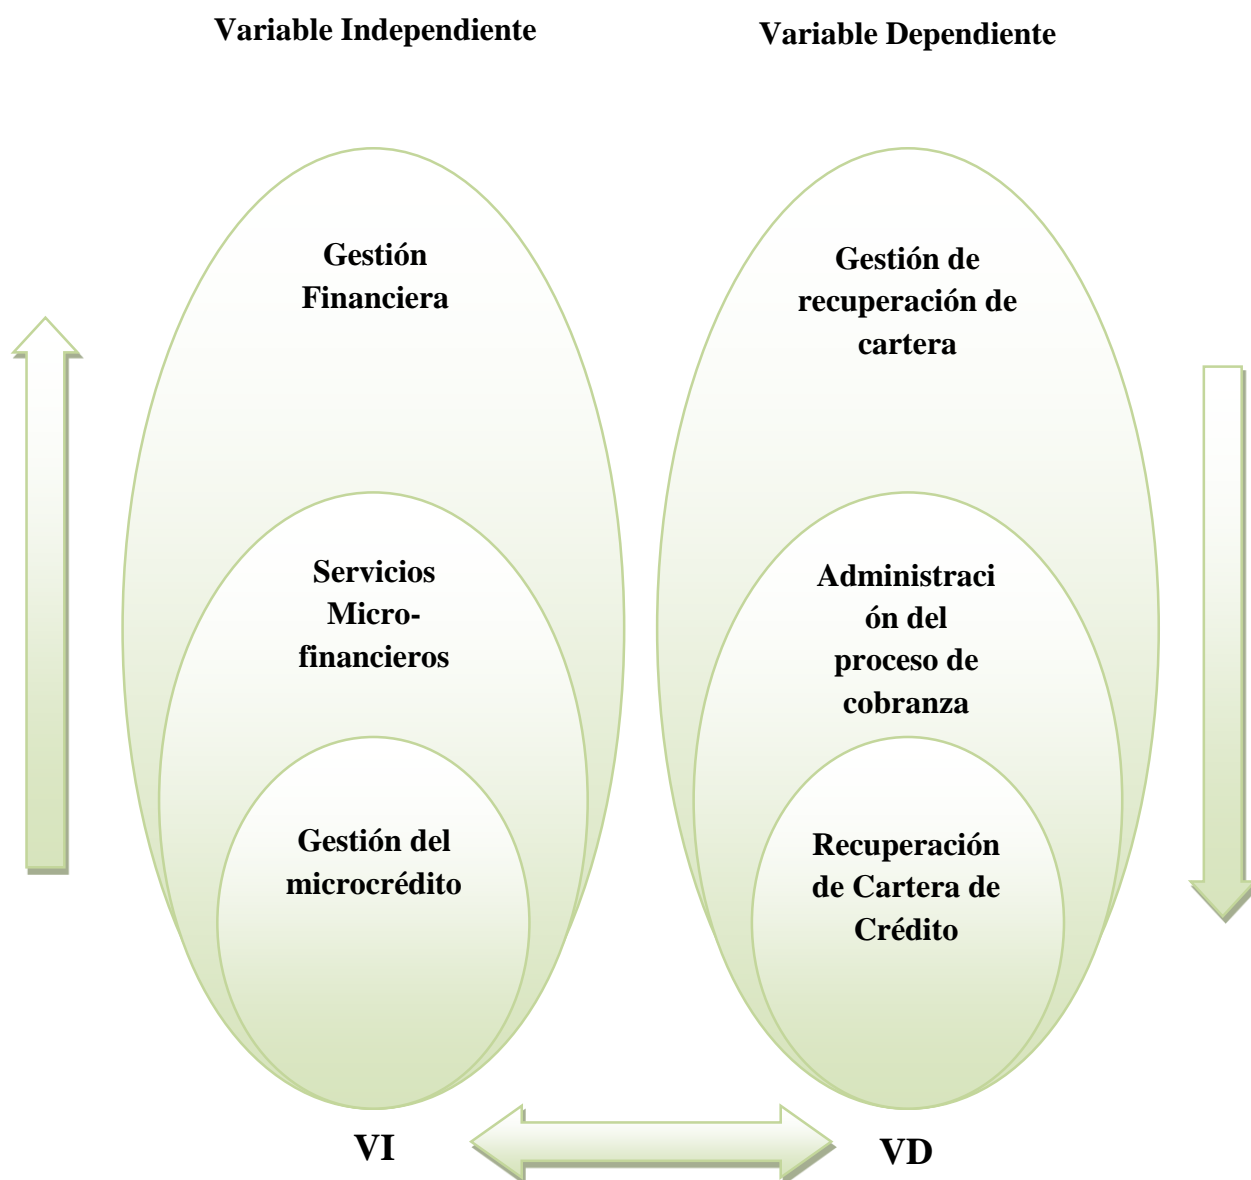 Variable Independiente
Variable Dependiente
Gestión
Financiera
Servicios
Micro-
financieros
Gestión del
microcrédito
Gestión de
recuperación de
cartera
Administraci
ón del
proceso de
cobranza
Recuperación
de Cartera de
Crédito
VI
VD